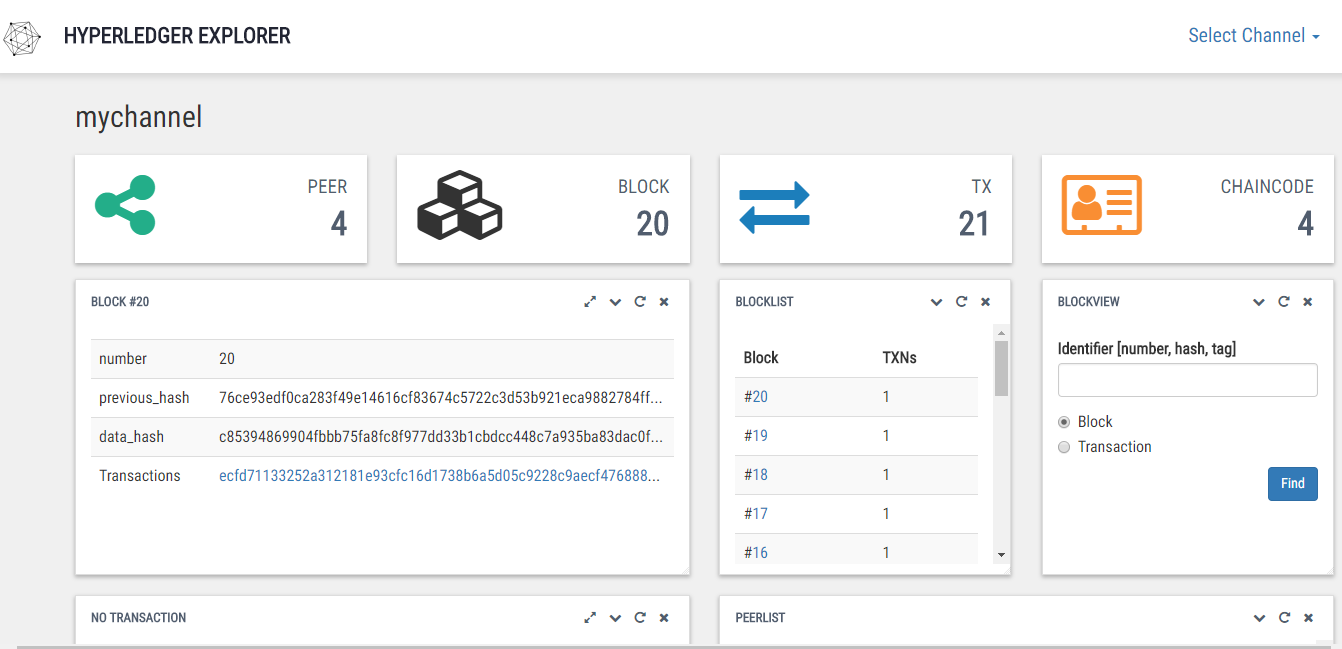 HYPERLEDGER EXPLORER
Select Channel
mychannel
PEER
4
BLOCK
20
TX
21
CHAINCODE
4
BLOCK #20
number 20
previous_hash 76ce93edf0ca283f49e14616cf83674c5722c3d53b921eca9882784ff...
data_hash c85394869904fbbb75fa8fc8f977dd33b1cbdcc448c7a935ba83dac0f...
Transactions ecfd71133252a312181e93cfc16d1738b6a5d05c9228c9aecf476888...
BLOCKLIST
Block TXNs
#20 1
#19 1
#18 1
#17 1
#16 1
BLOCKVIEW
Identifier [number, hash, tag]
Block
Transaction
Find
NO TRANSACTION
PEERLIST